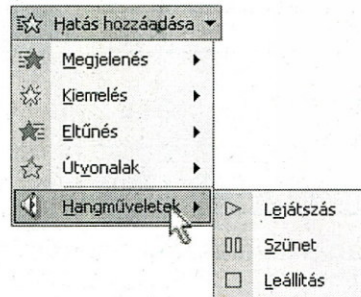 Hatás hozzáadása
Megjelenés
Kiemelés
Eltűnés
Útvonalak
Hangműveletek
Lejátszás
Szünet
Leállítás